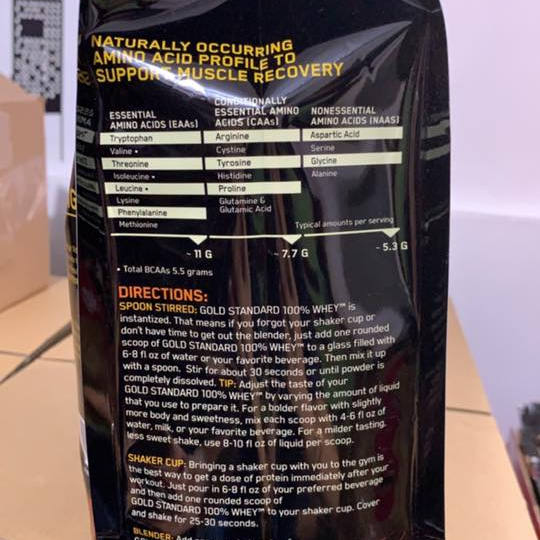 NATURALLY OCCURRING
AMINO ACID PROFILE TO
SUPPORT MUSCLE RECOVERY
ESSENTIAL
AMINO ACIDS (EAAs)
Tryptophan
Valine •
Threonine
Isoleucine •
Leucine •
Lysine
Phenylalanine
Methionine
CONDITIONALLY
ESSENTIAL AMINO
ACIDS (CAAs)
Arginine
Cystine
Tyrosine
Histidine
Proline
Glutamine &
Glutamic Acid
NONESSENTIAL
AMINO ACIDS (NAAS)
Aspartic Acid
Serine
Glycine
Alanine
Typical amounts per serving
~ 11 G
~ 7.7 G
~ 5.3 G
• Total BCAAs 5.5 grams
DIRECTIONS:
SPOON STIRRED: GOLD STANDARD 100% WHEY™ is
instantized. That means if you forgot your shaker cup or
don't have time to get out the blender, just add one rounded
scoop of GOLD STANDARD 100% WHEY™ to a glass filled with
6-8 fl oz of water or your favorite beverage. Then mix it up
with a spoon. Stir for about 30 seconds or until powder is
completely dissolved. TIP: Adjust the taste of your
GOLD STANDARD 100% WHEY™ by varying the amount of liquid
that you use to prepare it. For a bolder flavor with slightly
more body and sweetness, mix each scoop with 4-6 fl oz of
water, milk, or your favorite beverage. For a milder tasting,
less sweet shake, use 8-10 fl oz of liquid per scoop.
SHAKER CUP: Bringing a shaker cup with you to the gym is
the best way to get a dose of protein immediately after your
workout. Just pour in 6-8 fl oz of your preferred beverage
and then add one rounded scoop of
GOLD STANDARD 100% WHEY™ to your shaker cup. Cover
and shake for 25-30 seconds.
BLENDER: Add